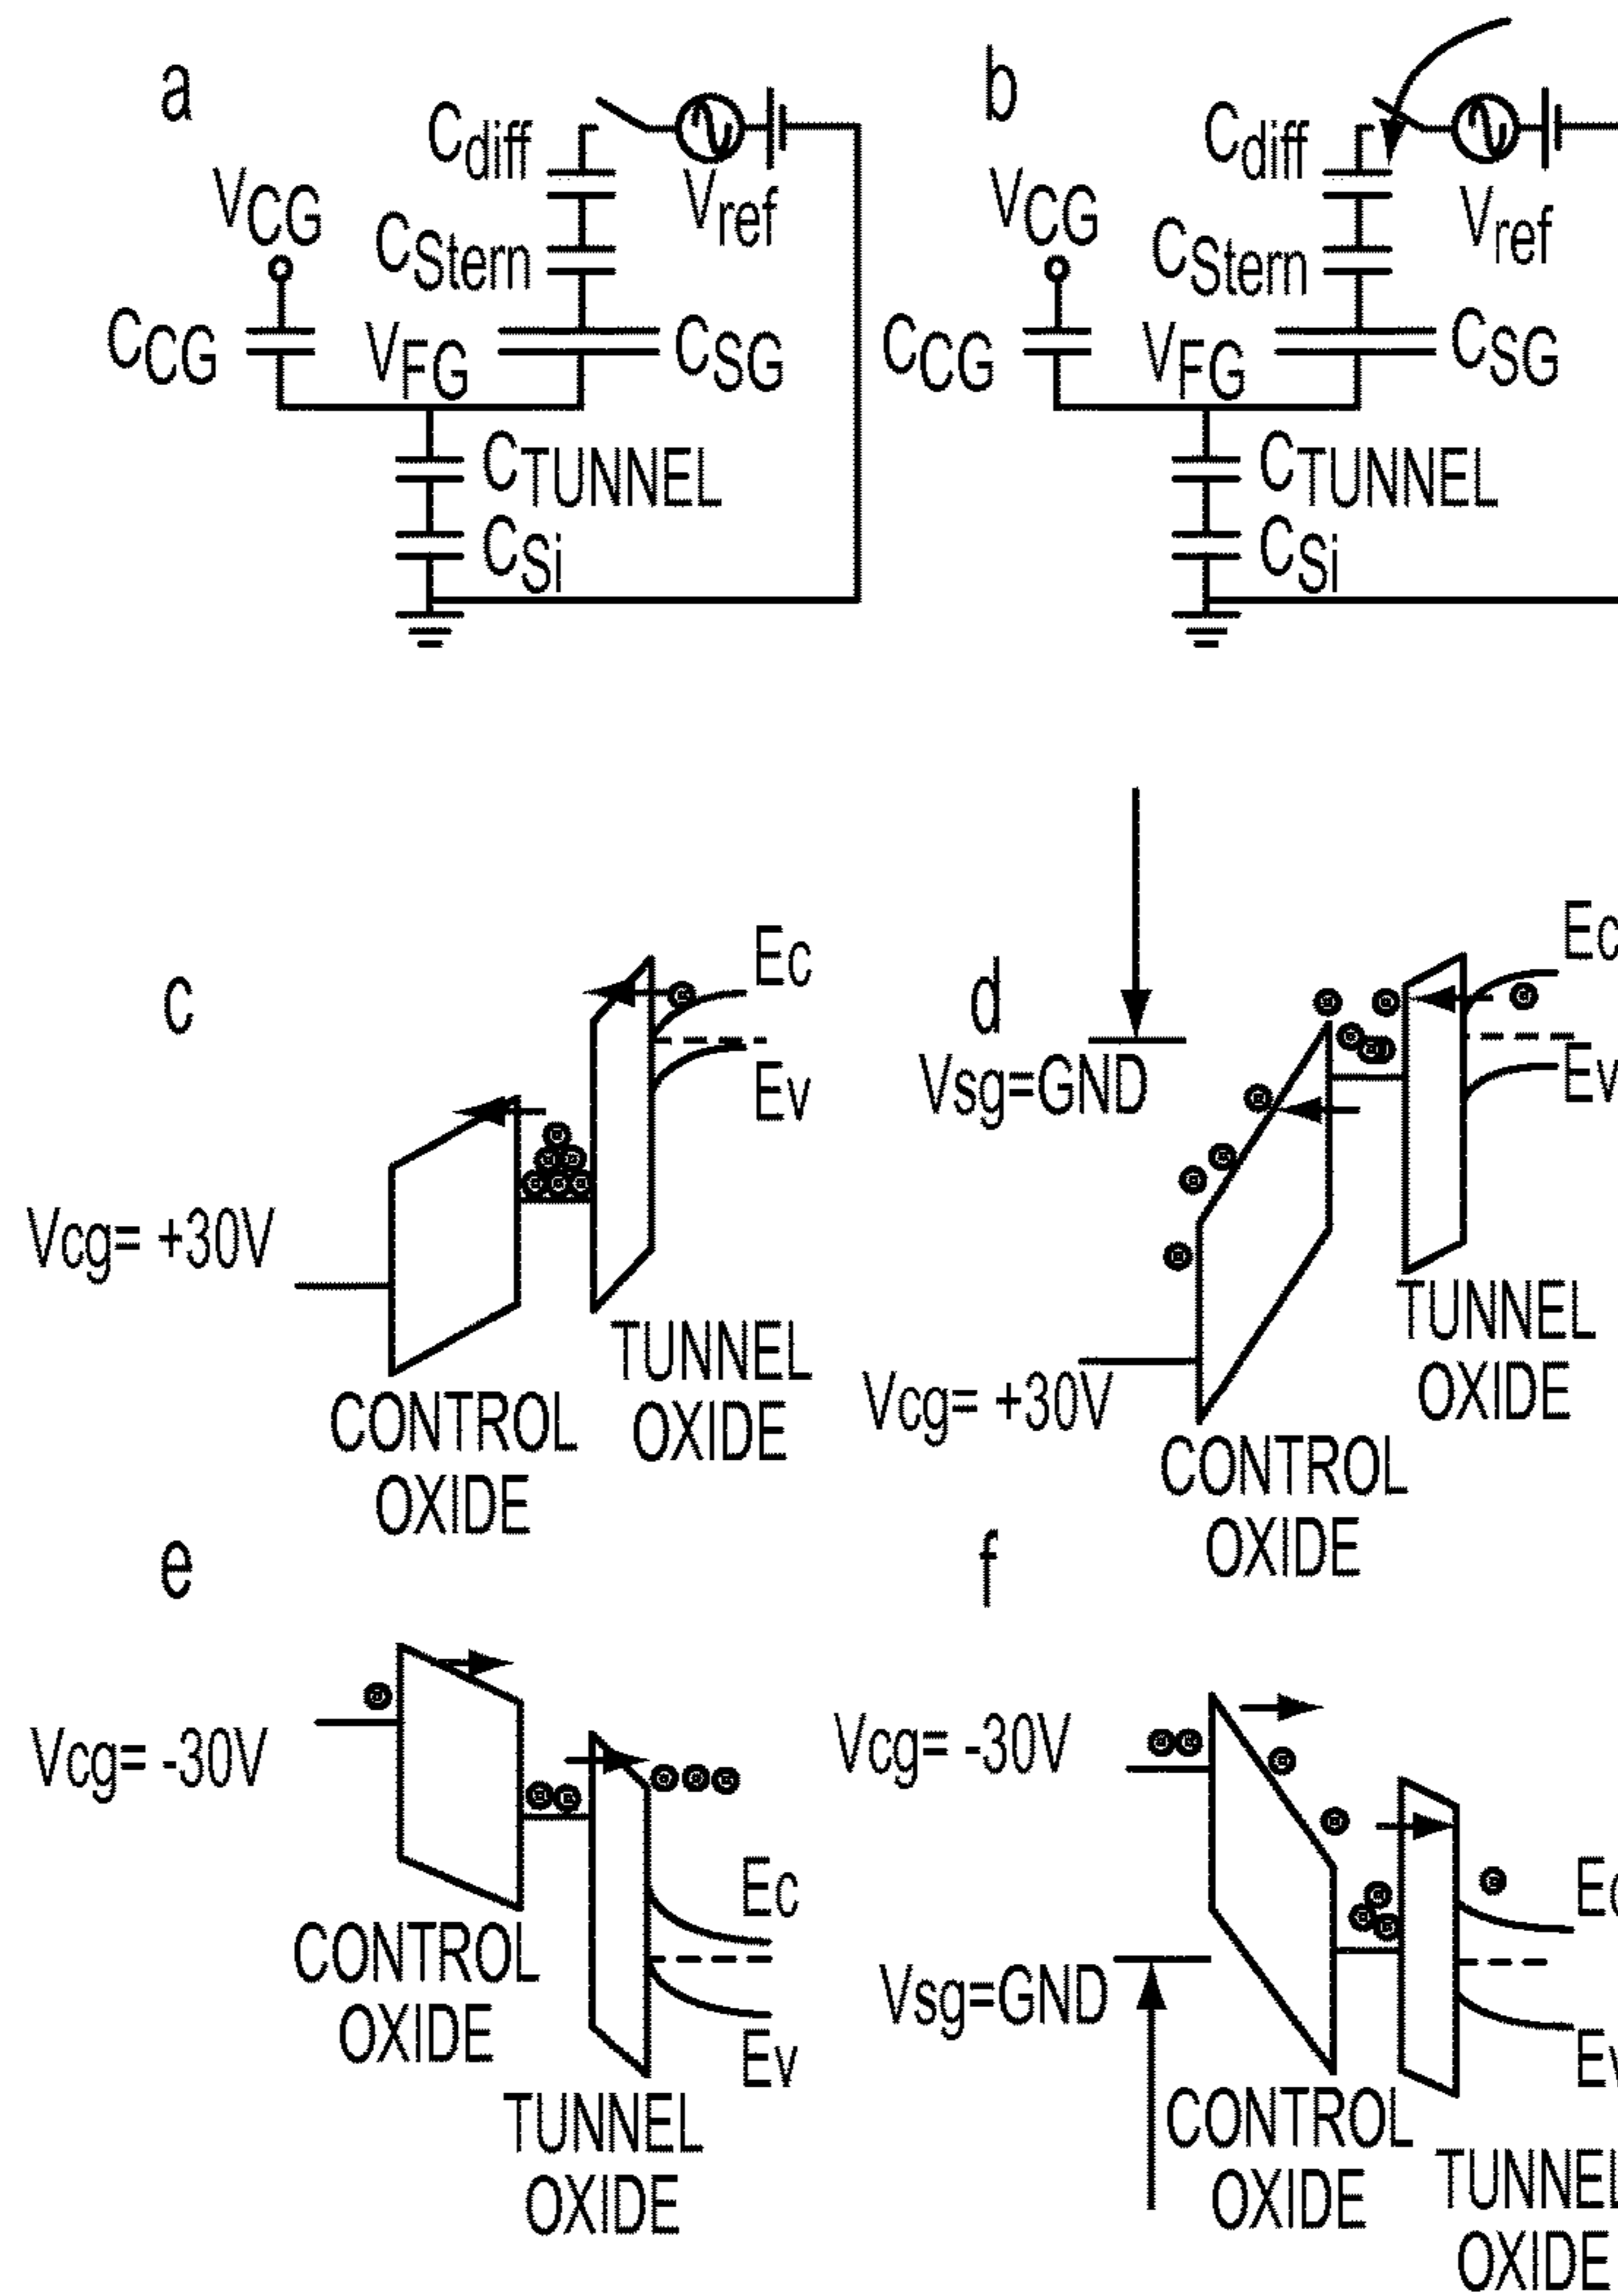 a
Cdiff
VCG
CStern
Vref
CCG
VFG
CSG
CTUNNEL
CSi
b
Cdiff
VCG
CStern
Vref
CCG
VFG
CSG
CTUNNEL
CSi
c
Ec
Ev
Vcg= +30V
TUNNEL
OXIDE
CONTROL
OXIDE
d
Ec
Vsg=GND
Ev
TUNNEL
OXIDE
Vcg= +30V
CONTROL
OXIDE
e
Vcg= -30V
Ec
CONTROL
OXIDE
Ev
TUNNEL
OXIDE
f
Vcg= -30V
Ec
Vsg=GND
Ev
CONTROL
OXIDE
TUNNEL
OXIDE